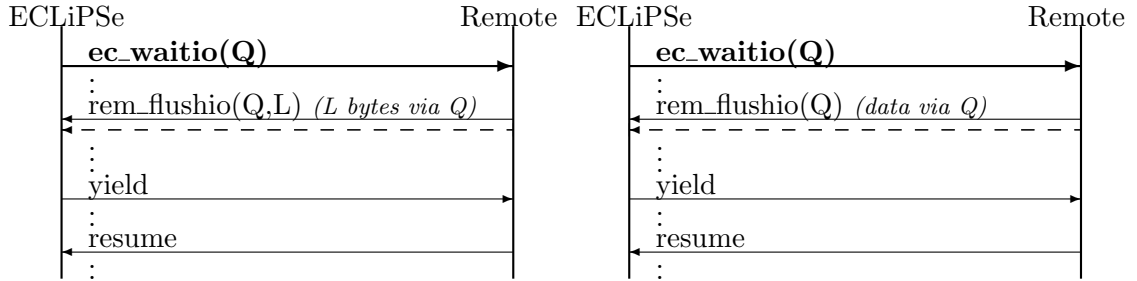 ECLiPSe Remote
ec_waitio(Q)
rem_flushio(Q,L) (L bytes via Q)
yield
resume
ECLiPSe Remote
ec_waitio(Q)
rem_flushio(Q) (data via Q)
yield
resume